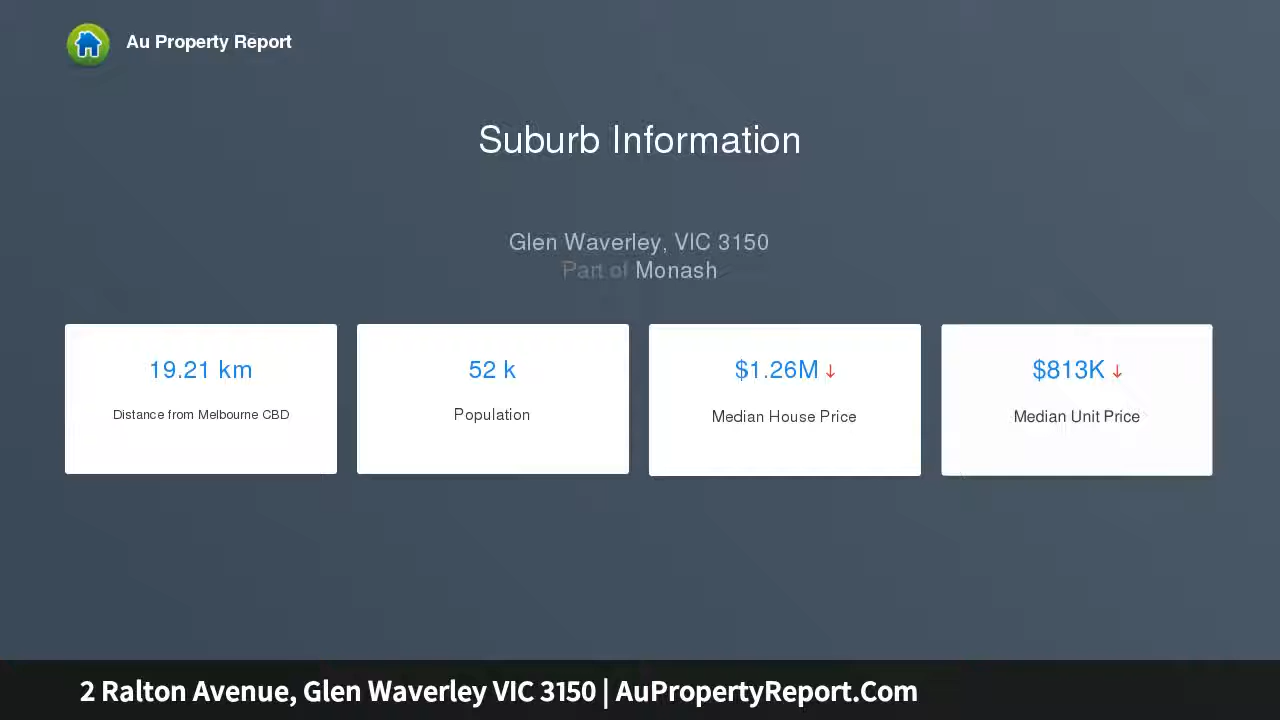 Au Property Report
Suburb Information
Glen Waverley, VIC 3150
Part of Monash
19.21 km
Distance from Melbourne CBD
52 k
Population
$1.26M ↓
Median House Price
$813K ↓
Median Unit Price
2 Ralton Avenue, Glen Waverley VIC 3150 | AuPropertyReport.Com